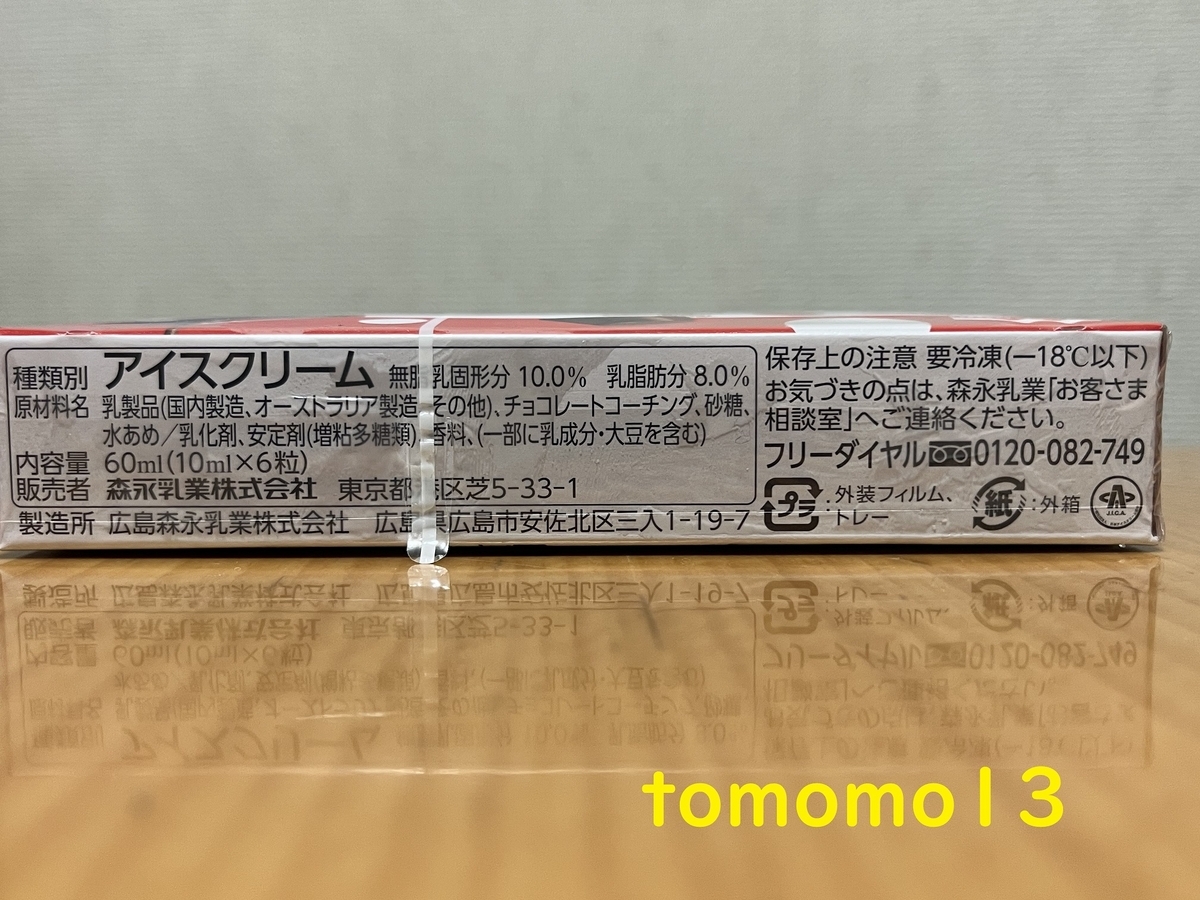 種類別 アイスクリーム 無脂乳固形分 10.0% 乳脂肪分 8.0%
原材料名 乳製品(国内製造、オーストラリア製造、その他)、チョコレートコーチング、砂糖、
水あめ/乳化剤、安定剤(増粘多糖類)、香料、(一部に乳成分・大豆を含む)
内容量 60ml(10ml×6粒)
販売者 森永乳業株式会社 東京都港区芝5-33-1
製造所 広島森永乳業株式会社 広島県広島市安佐北区三入1-19-7
保存上の注意 要冷凍(−18℃以下)
お気づきの点は、森永乳業「お客さま
相談室」へご連絡ください。
フリーダイヤル 0120-082-749
プラ :外装フィルム、
トレー
紙 :外箱
J.I.C.A.
tomomo13